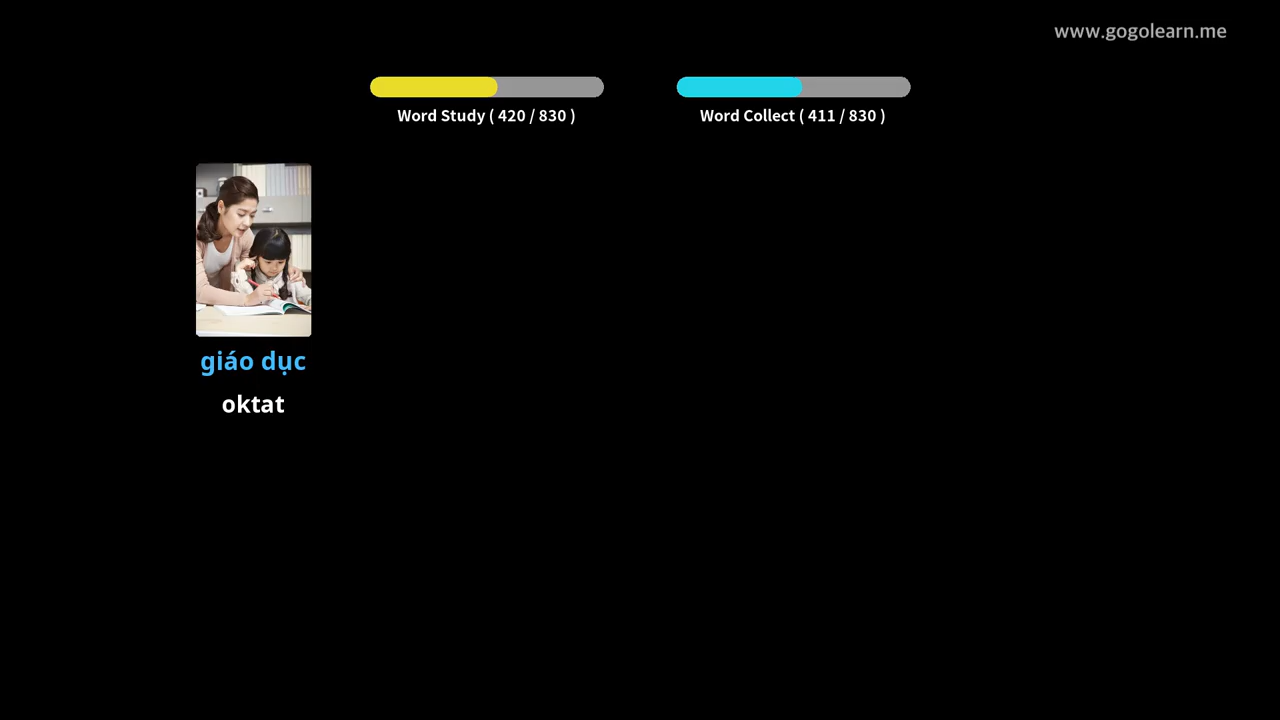 www.gogolearn.me
Word Study ( 420 / 830 )
Word Collect ( 411 / 830 )
giáo dục
oktat